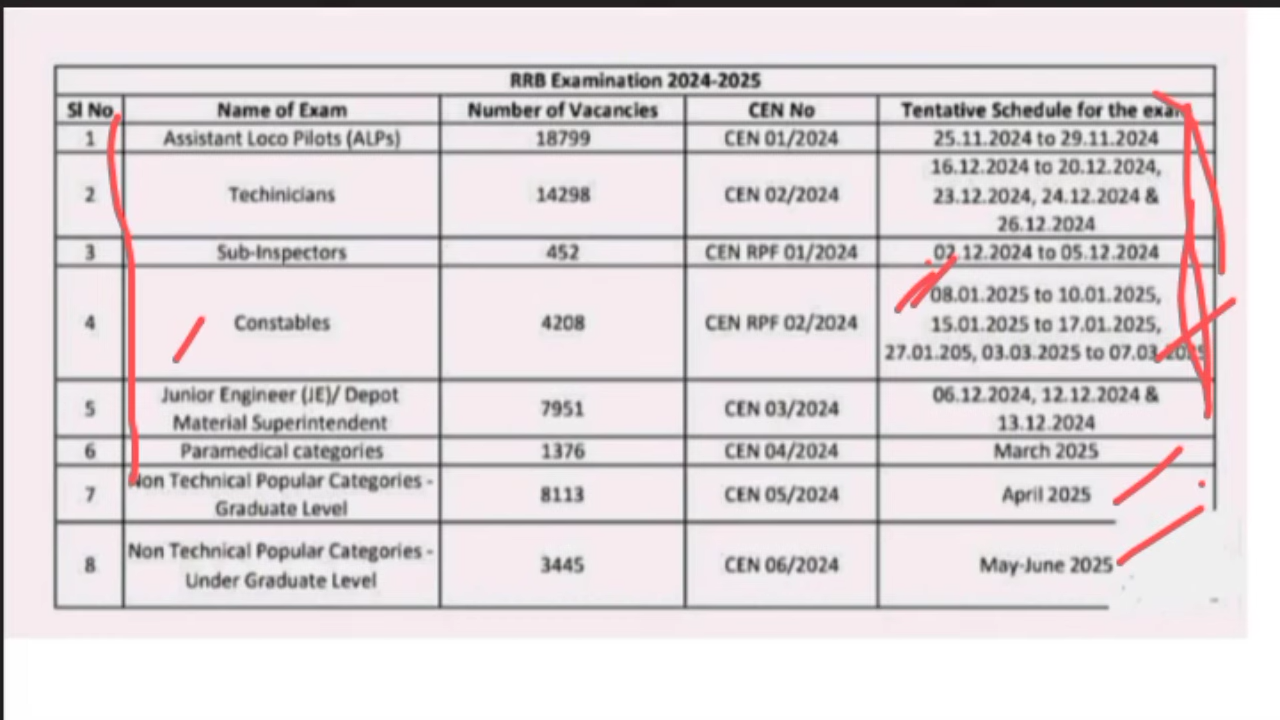 RRB Examination 2024-2025
Sl No Name of Exam Number of Vacancies CEN No Tentative Schedule for the exam
1 Assistant Loco Pilots (ALPs) 18799 CEN 01/2024 25.11.2024 to 29.11.2024
2 Techinicians 14298 CEN 02/2024 16.12.2024 to 20.12.2024,
23.12.2024, 24.12.2024 &
26.12.2024
3 Sub-Inspectors 452 CEN RPF 01/2024 02.12.2024 to 05.12.2024
4 Constables 4208 CEN RPF 02/2024 08.01.2025 to 10.01.2025,
15.01.2025 to 17.01.2025,
27.01.205, 03.03.2025 to 07.03.2025
5 Junior Engineer (JE)/ Depot
Material Superintendent 7951 CEN 03/2024 06.12.2024, 12.12.2024 &
13.12.2024
6 Paramedical categories 1376 CEN 04/2024 March 2025
7 Non Technical Popular Categories -
Graduate Level 8113 CEN 05/2024 April 2025
8 Non Technical Popular Categories -
Under Graduate Level 3445 CEN 06/2024 May-June 2025